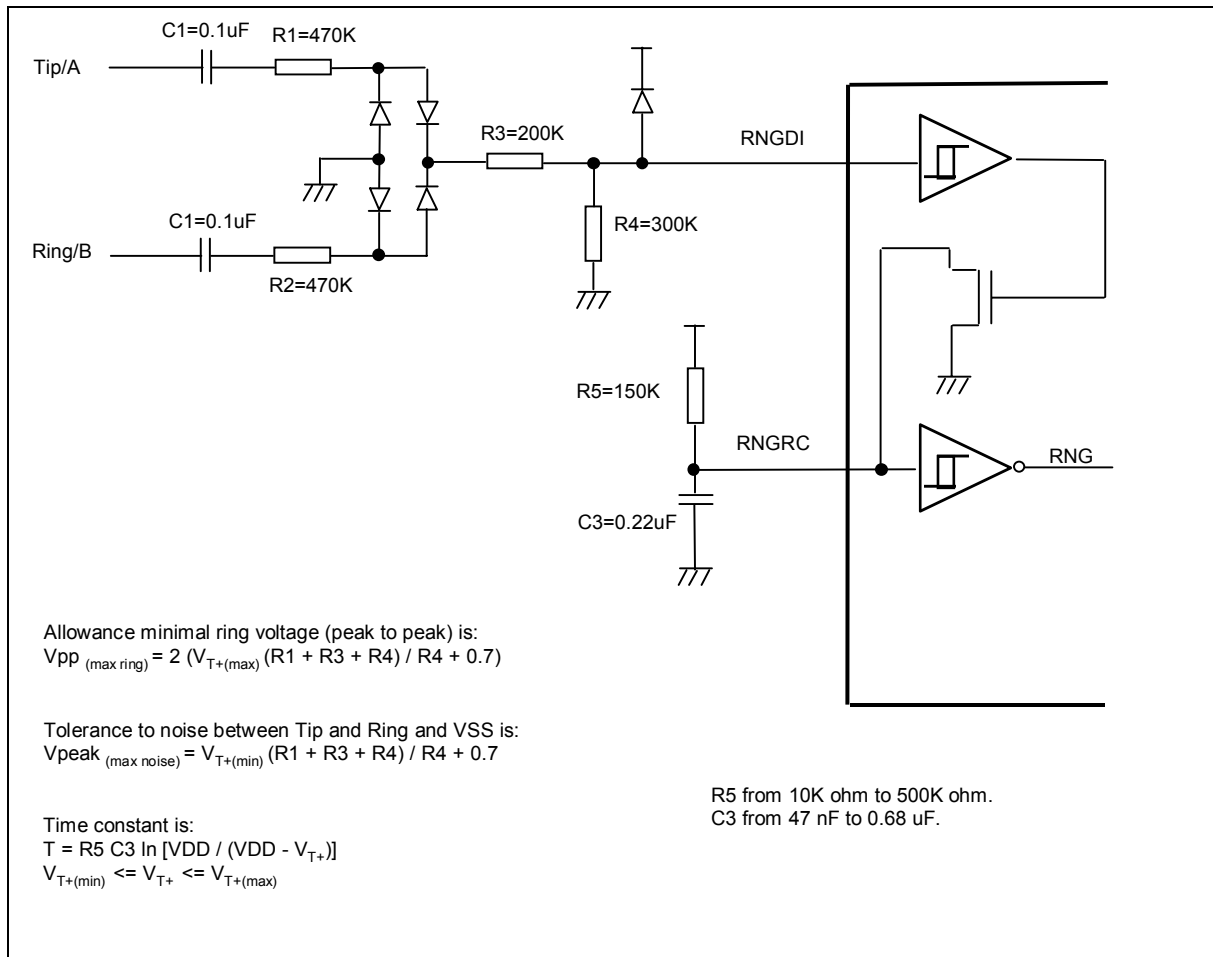 C1=0.1uF
R1=470K
Tip/A
R3=200K
RNGDI
C1=0.1uF
R4=300K
Ring/B
R2=470K
R5=150K
RNGRC
RNG
C3=0.22uF
Allowance minimal ring voltage (peak to peak) is:
Vpp (max ring) = 2 (VT+(max) (R1 + R3 + R4) / R4 + 0.7)
Tolerance to noise between Tip and Ring and VSS is:
Vpeak (max noise) = VT+(min) (R1 + R3 + R4) / R4 + 0.7
R5 from 10K ohm to 500K ohm.
C3 from 47 nF to 0.68 uF.
Time constant is:
T = R5 C3 ln [VDD / (VDD - VT+)]
VT+(min) <= VT+ <= VT+(max)